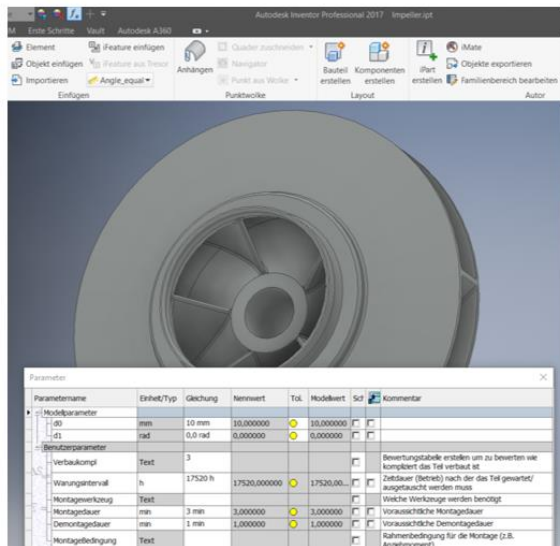 Autodesk Inventor Professional 2017 Impeller.ipt
M Erste Schritte Vault Autodesk A360
Element iFeature einfügen Quader zuschneiden iMate
Objekt einfügen iFeature aus Tresor Anhängen Navigator Bauteil erstellen Komponenten erstellen iPart erstellen Objekte exportieren
Importieren Angle_equal Punkt aus Wolke Familienbereich bearbeiten
Einfügen Punktwolke Layout Autor
Parameter
Parametername Einheit/Typ Gleichung Nennwert Tol. Modellwert Sch Kommentar
Modellparameter
d0 mm 10 mm 10,000000 10,000000
d1 rad 0,0 rad 0,000000 0,000000
Benutzerparameter
Verbaukompl Text 3 Bewertungstabelle erstellen um zu bewerten wie
kompliziert das Teil verbaut ist
Warungsintervall h 17520 h 17520,000000 17520,00... Zeitdauer (Betrieb) nach der das Teil gewartet/
ausgetauscht werden muss
Montagewerkzeug Text Welche Werkzeuge werden benötigt
Montagedauer min 3 min 3,000000 3,000000 Voraussichtliche Montagedauer
Demontagedauer min 1 min 1,000000 1,000000 Voraussichtliche Demontagedauer
MontageBedingung Text Rahmenbedingung für die Montage (z.B.
Anziehmoment)